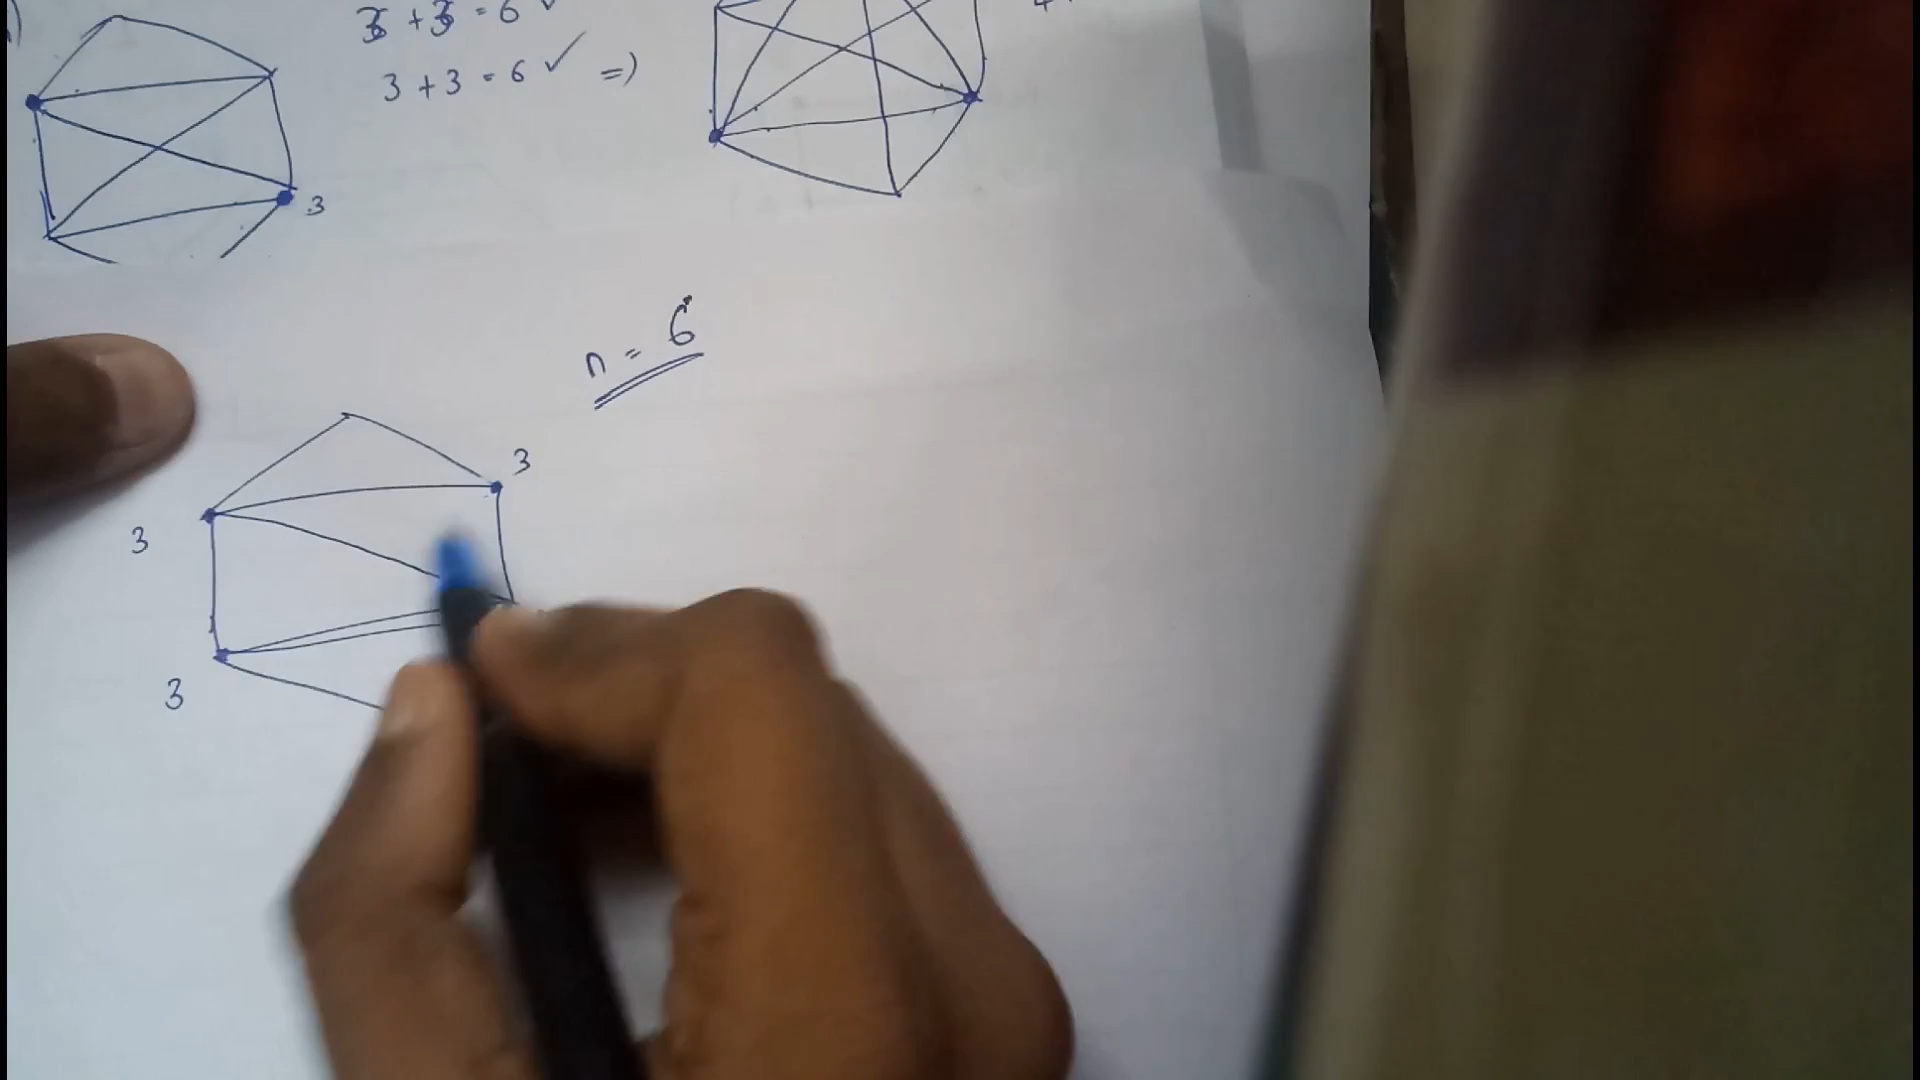 3 + 3 = 6 ✓
3 + 3 = 6 ✓ =)
3
n = 6
3
3
3